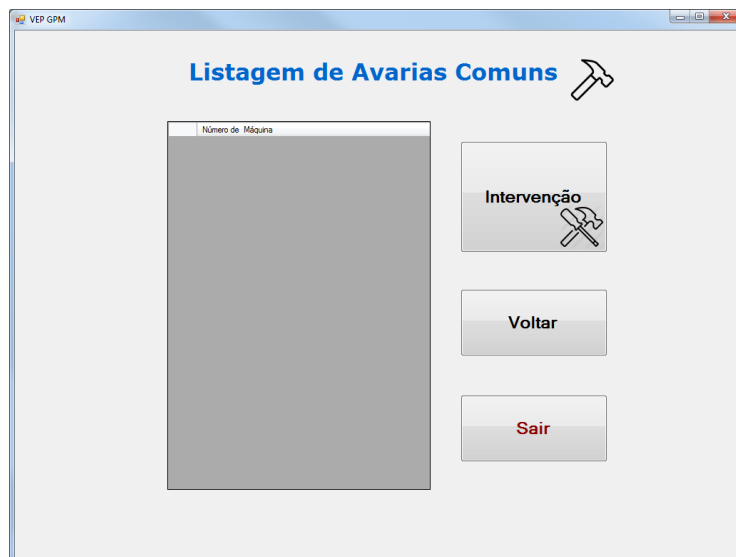 VEP GPM
Listagem de Avarias Comuns
Número de Máquina
Intervenção
Voltar
Sair